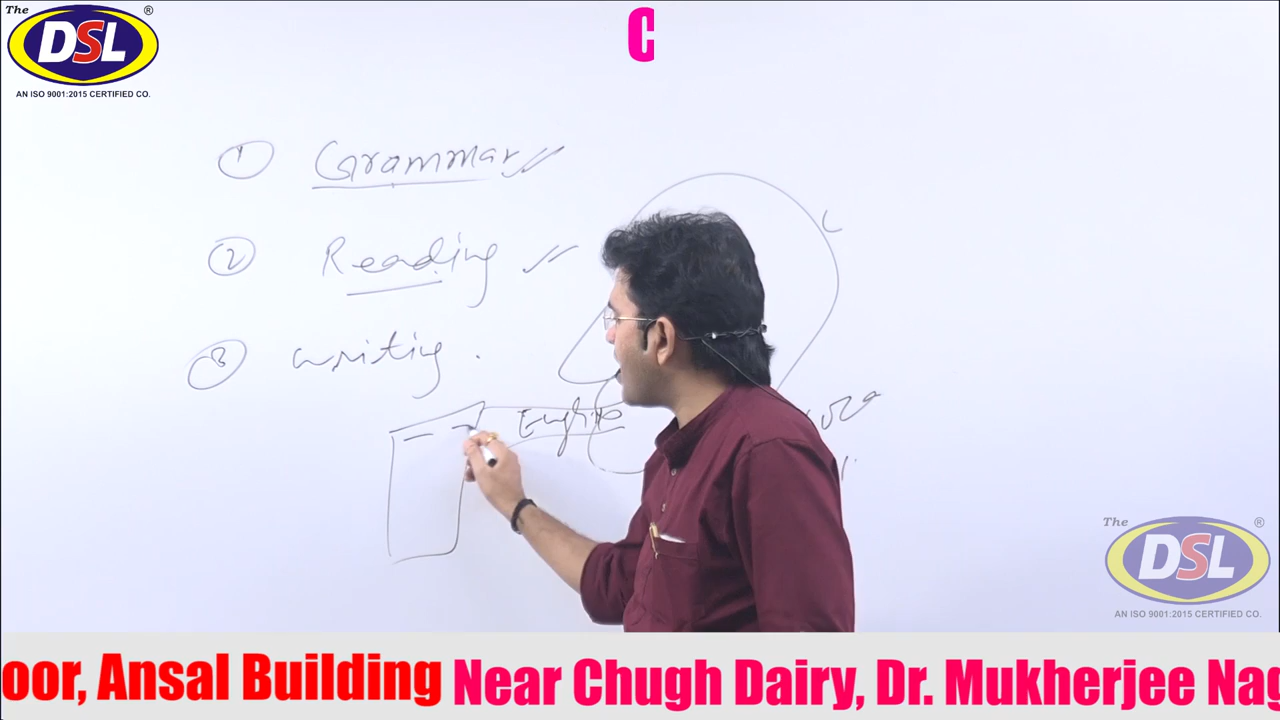 The
DSL ®
AN ISO 9001:2015 CERTIFIED CO.
C
① Grammar
② Reading
③ writing
English
The
DSL ®
AN ISO 9001:2015 CERTIFIED CO.
oor, Ansal Building Near Chugh Dairy, Dr. Mukherjee Nag